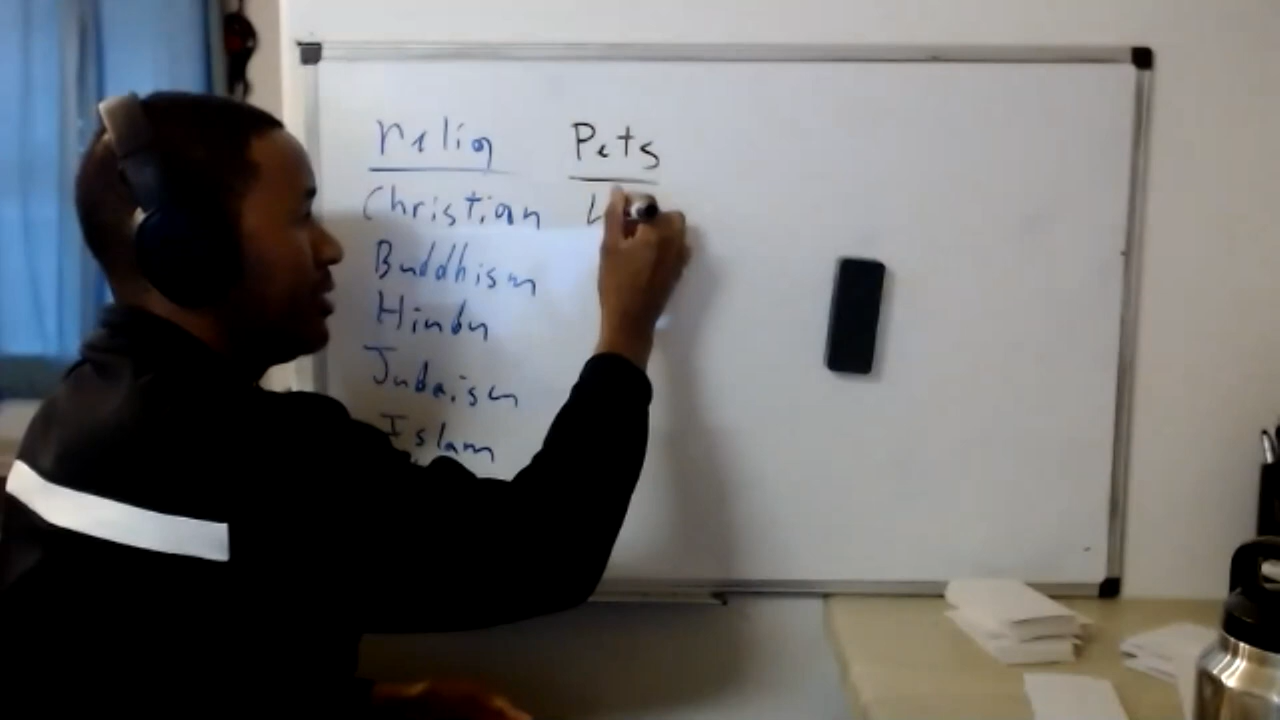 relig
Pets
Christian
Buddhism
Hindu
Judaism
Islam